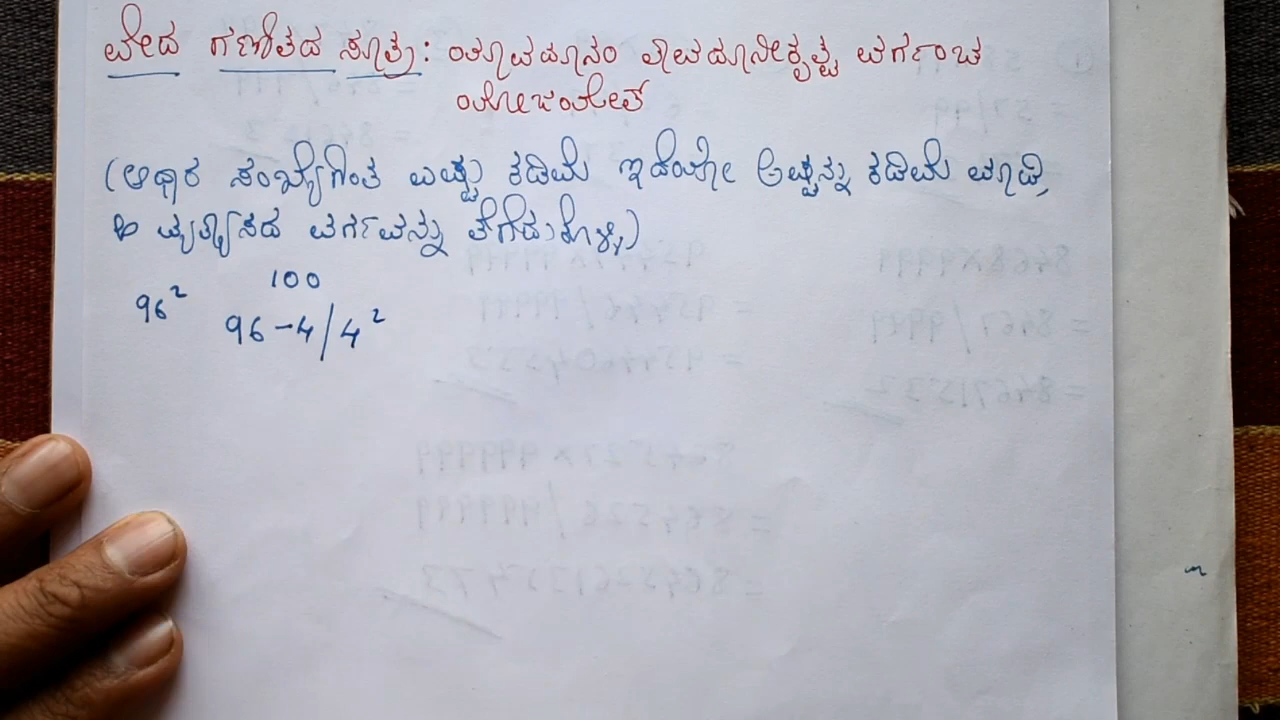 ವೇದ ಗಣಿತದ ಸೂತ್ರ: ಯಾವದೂನಂ ತಾವದೂನೀಕೃತ್ಯ ವರ್ಗಂಚ
ಯೋಜಯೇತ್
(ಆಧಾರ ಸಂಖ್ಯೆಗಿಂತ ಎಷ್ಟು ಕಡಿಮೆ ಇದೆಯೋ ಅಷ್ಟನ್ನು ಕಡಿಮೆ ಮಾಡಿ,
ಆ ವ್ಯತ್ಯಾಸದ ವರ್ಗವನ್ನು ತೆಗೆದುಕೊಳ್ಳಿ)
100
96² 96-4/4²